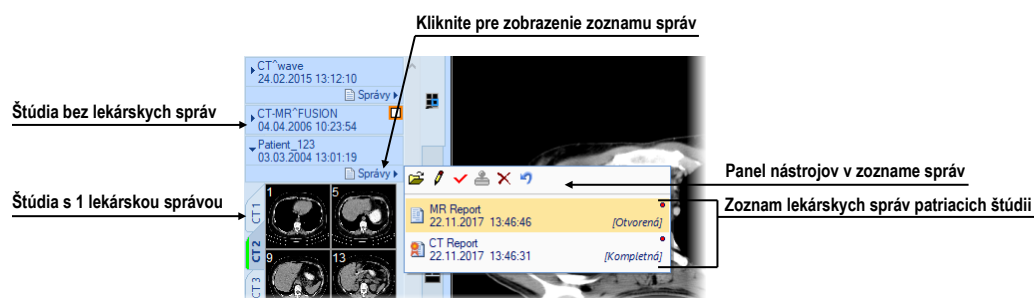 Kliknite pre zobrazenie zoznamu správ
CT^wave
24.02.2015 13:12:10
Správy
Štúdia bez lekárskych správ
CT-MR^FUSION
04.04.2006 10:23:54
Patient_123
03.03.2004 13:01:19
Správy
Panel nástrojov v zozname správ
Štúdia s 1 lekárskou správou
CT 1
1
5
MR Report
22.11.2017 13:46:46
[Otvorená]
Zoznam lekárskych správ patriacich štúdii
CT 2
CT Report
22.11.2017 13:46:31
[Kompletná]
9
13
CT 3